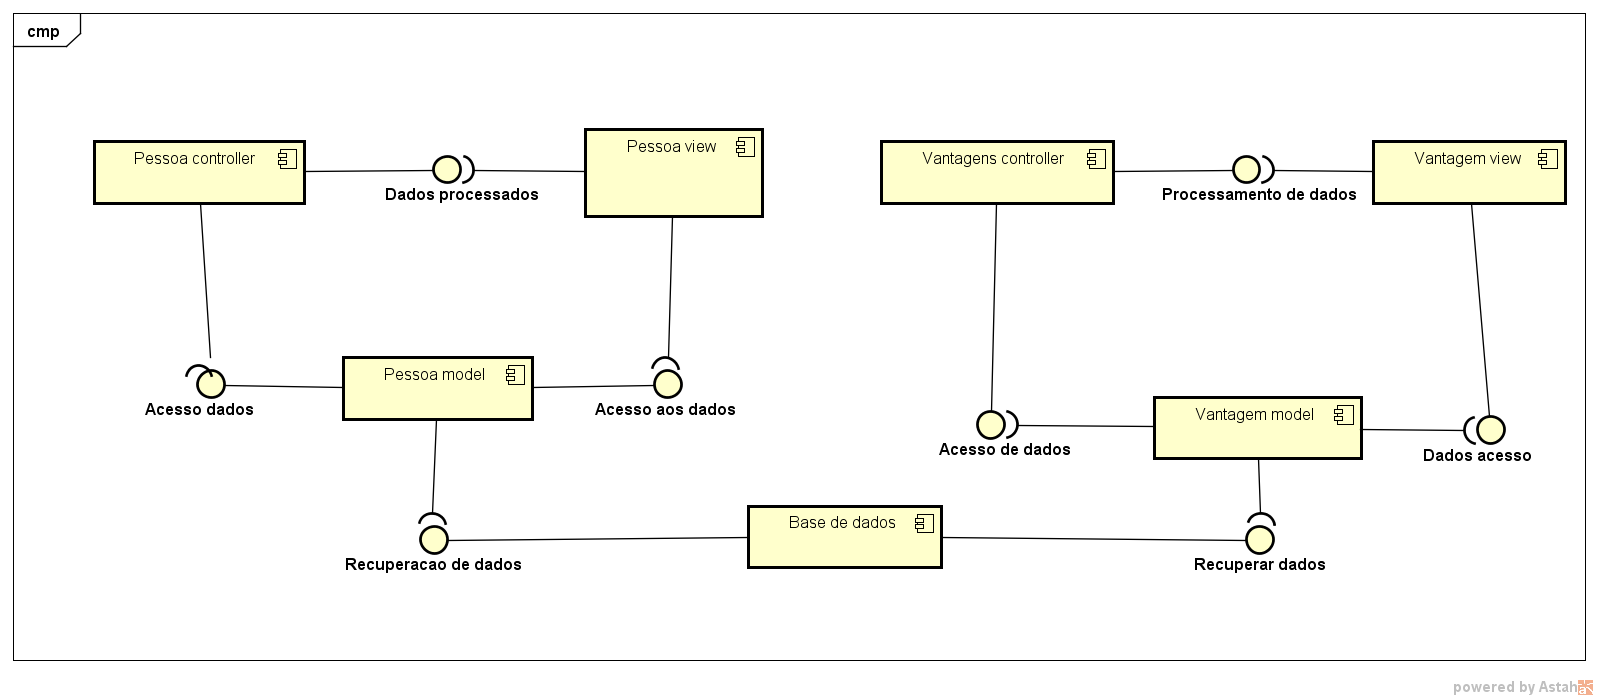 cmp
Pessoa controller
Pessoa view
Vantagens controller
Vantagem view
Dados processados
Processamento de dados
Pessoa model
Acesso dados
Acesso aos dados
Vantagem model
Acesso de dados
Dados acesso
Base de dados
Recuperacao de dados
Recuperar dados
powered by Astah